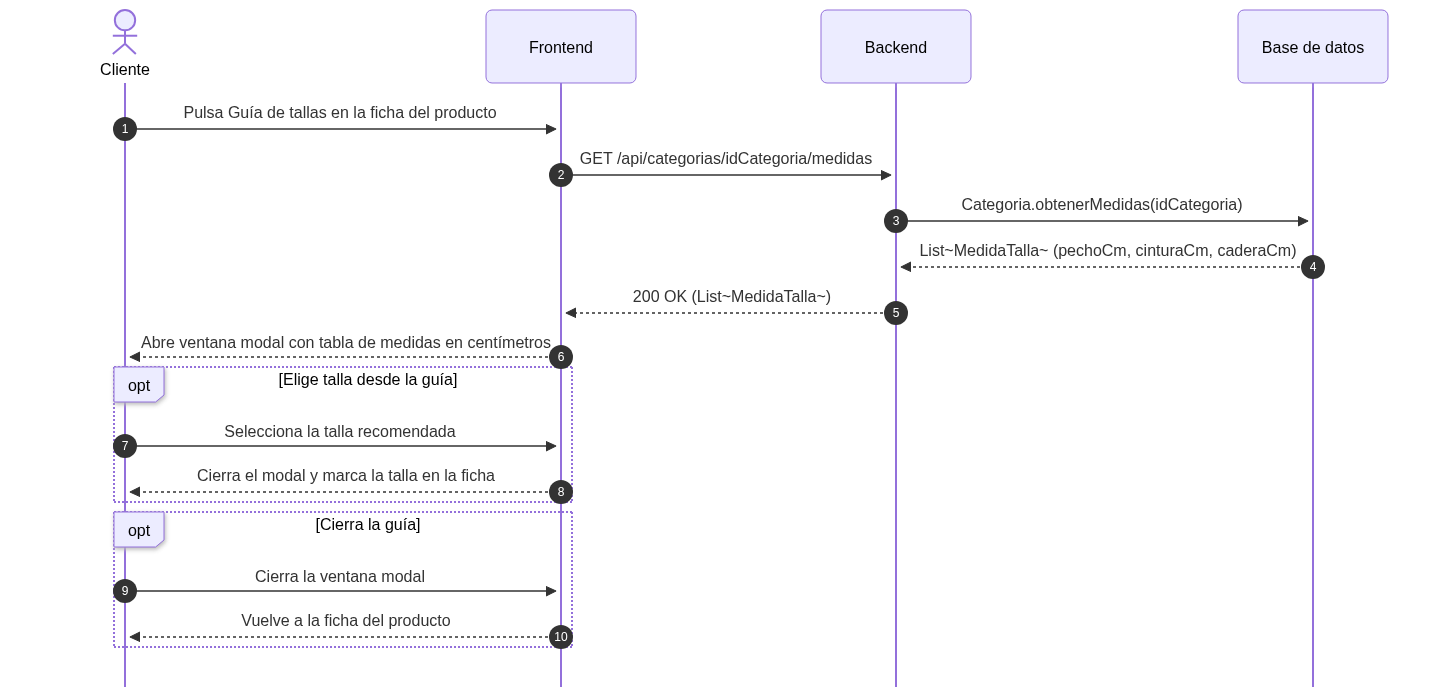 Cliente
Frontend
Backend
Base de datos
Pulsa Guía de tallas en la ficha del producto
1
GET /api/categorias/idCategoria/medidas
2
Categoria.obtenerMedidas(idCategoria)
3
List~MedidaTalla~ (pechoCm, cinturaCm, caderaCm)
4
200 OK (List~MedidaTalla~)
5
Abre ventana modal con tabla de medidas en centímetros
6
opt
[Elige talla desde la guía]
Selecciona la talla recomendada
7
Cierra el modal y marca la talla en la ficha
8
opt
[Cierra la guía]
Cierra la ventana modal
9
Vuelve a la ficha del producto
10